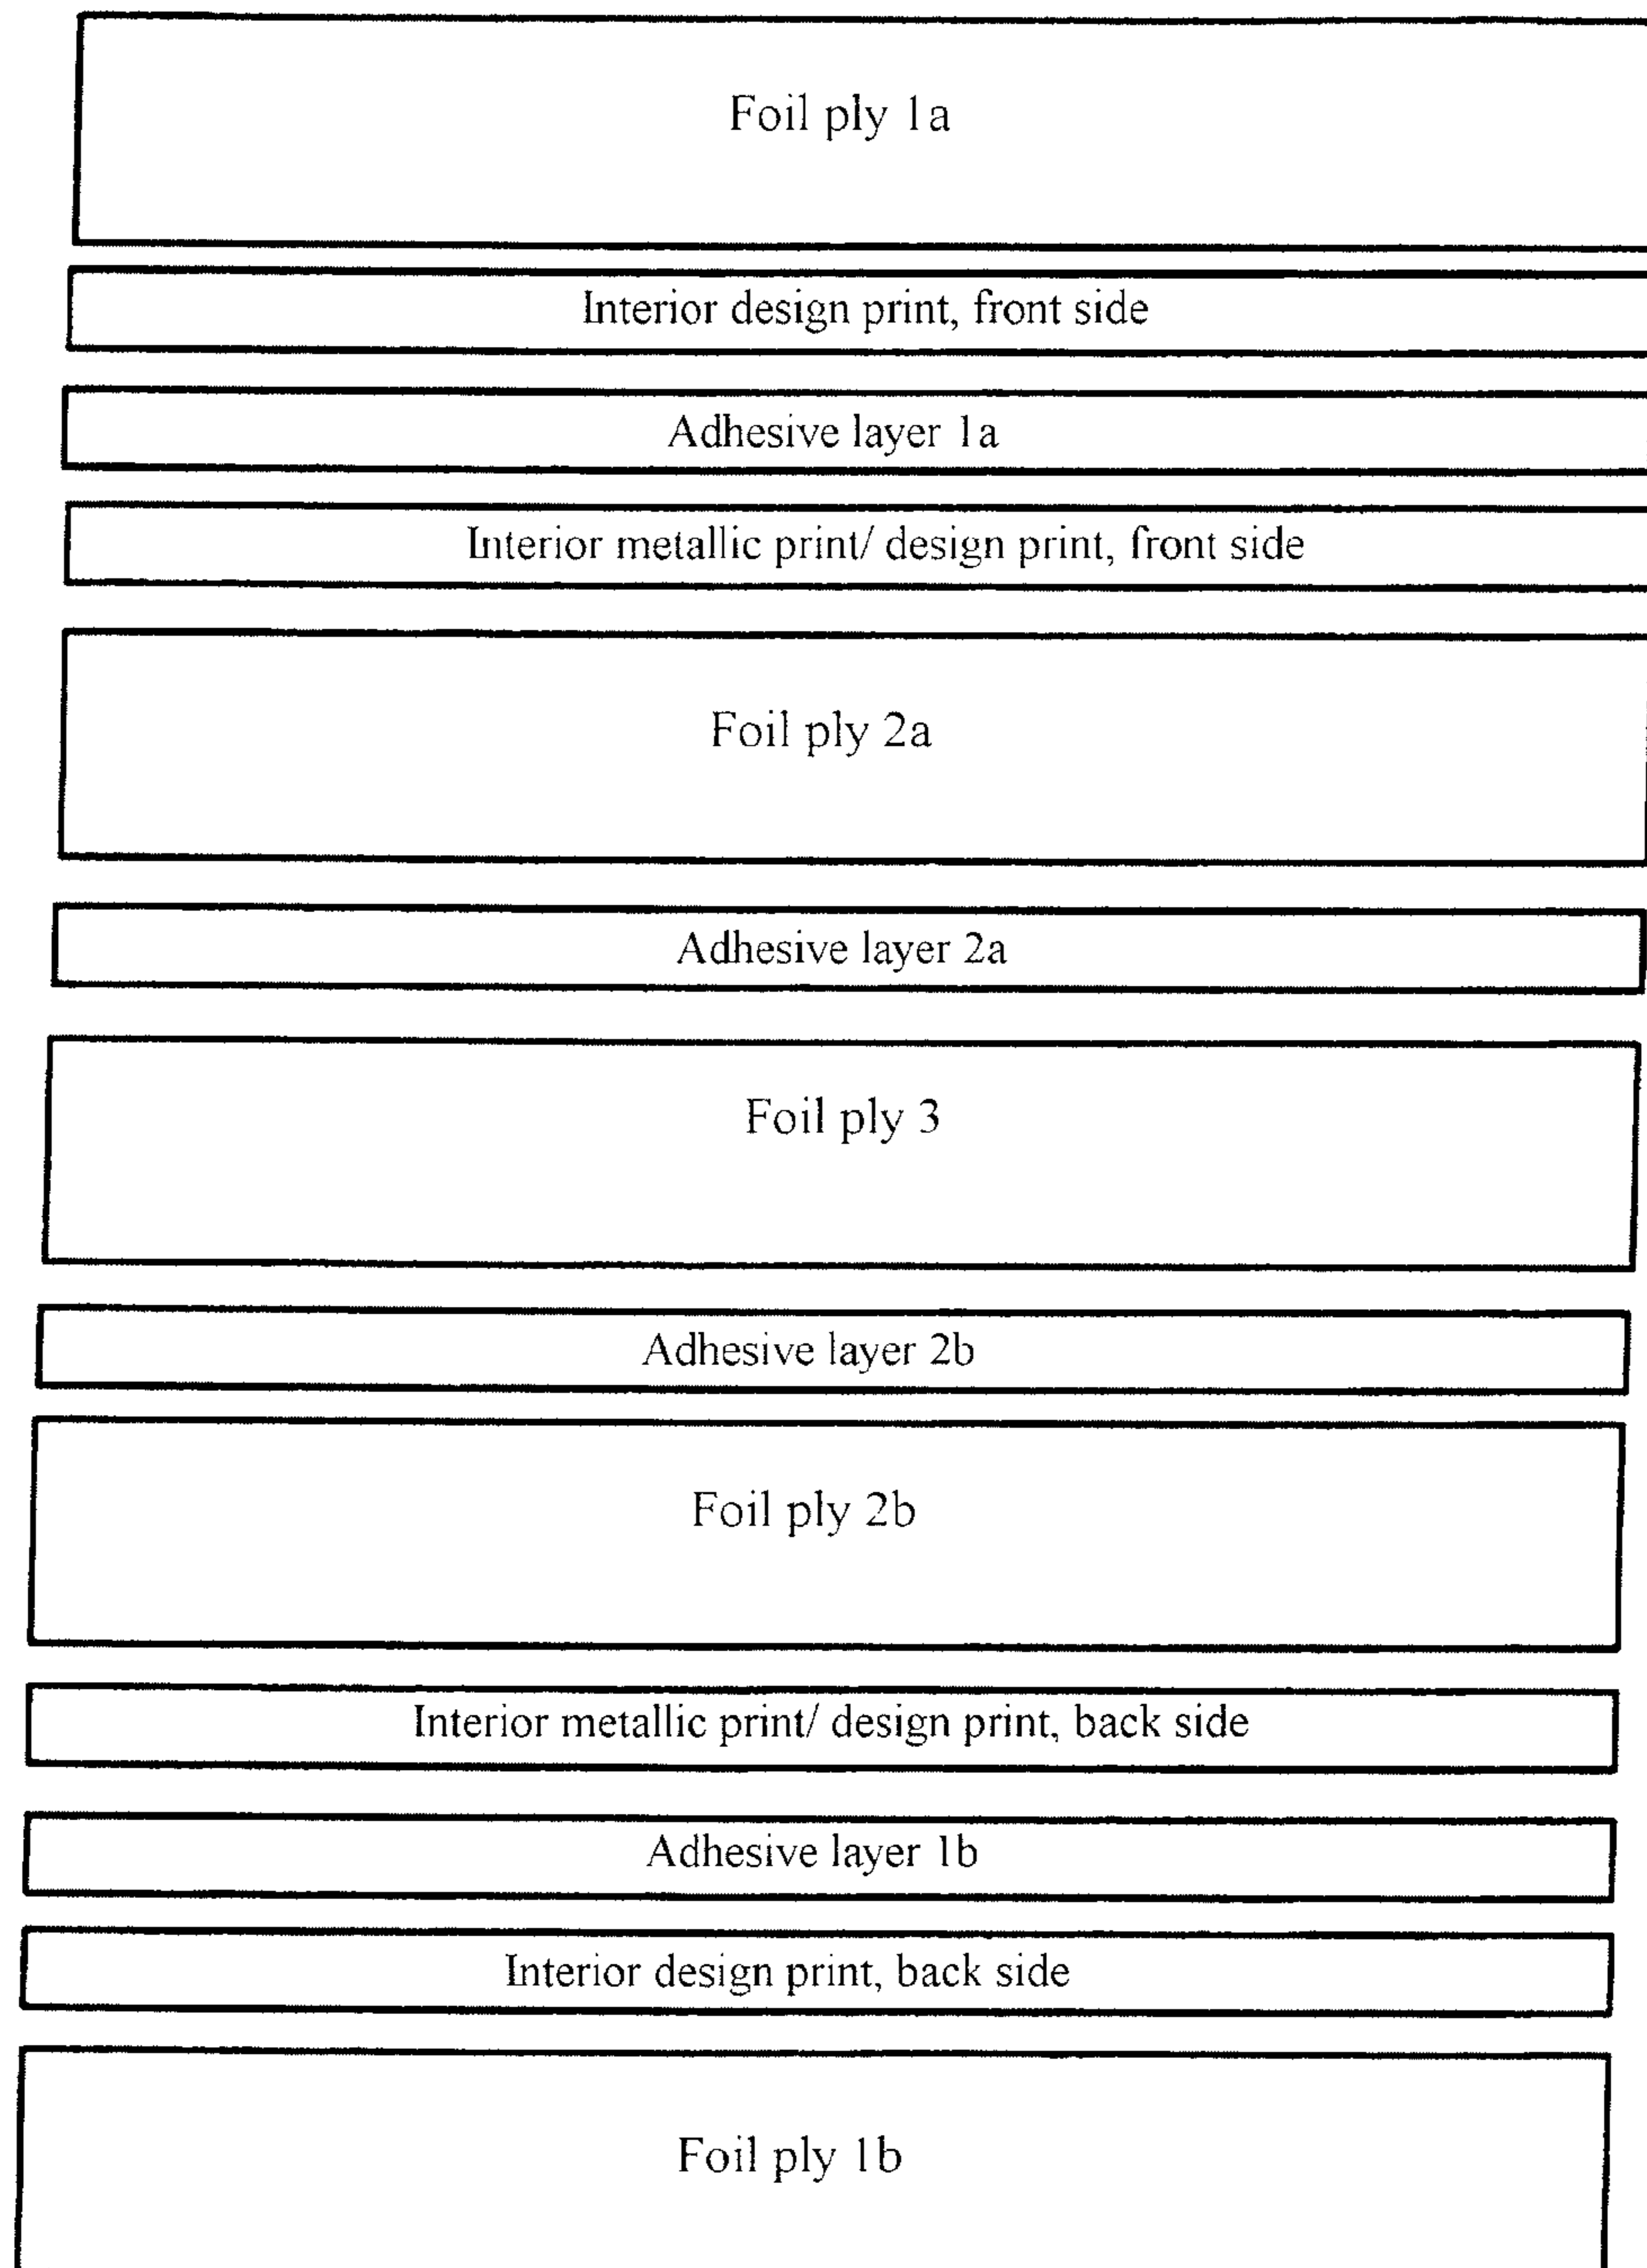 Foil ply 1a
Interior design print, front side
Adhesive layer 1a
Interior metallic print/ design print, front side
Foil ply 2a
Adhesive layer 2a
Foil ply 3
Adhesive layer 2b
Foil ply 2b
Interior metallic print/ design print, back side
Adhesive layer 1b
Interior design print, back side
Foil ply 1b